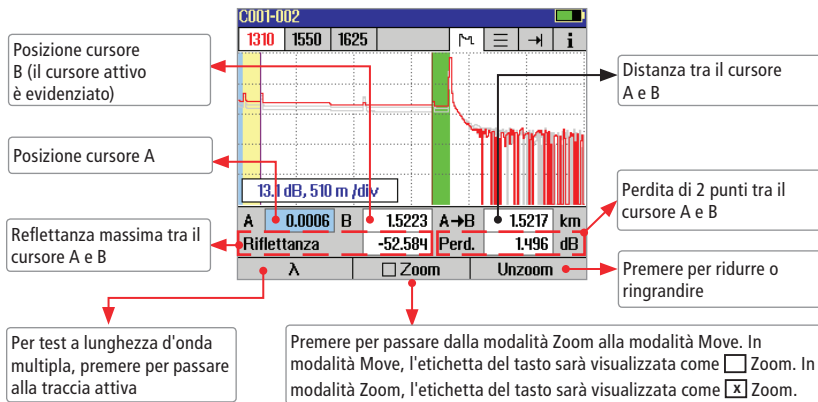 C001-002
1310 1550 1625 i
Posizione cursore
B (il cursore attivo
è evidenziato)
Distanza tra il cursore
A e B
Posizione cursore A
13.1 dB, 510 m /div
Perdita di 2 punti tra il
cursore A e B
A 0.0006 B 1.5223 A→B 1.5217 km
Riflettanza -52.584 Perd. 1.496 dB
Reflettanza massima tra il
cursore A e B
λ Zoom Unzoom
Premere per ridurre o
ringrandire
Per test a lunghezza d'onda
multipla, premere per passare
alla traccia attiva
Premere per passare dalla modalità Zoom alla modalità Move. In
modalità Move, l'etichetta del tasto sarà visualizzata come ☐ Zoom. In
modalità Zoom, l'etichetta del tasto sarà visualizzata come x Zoom.